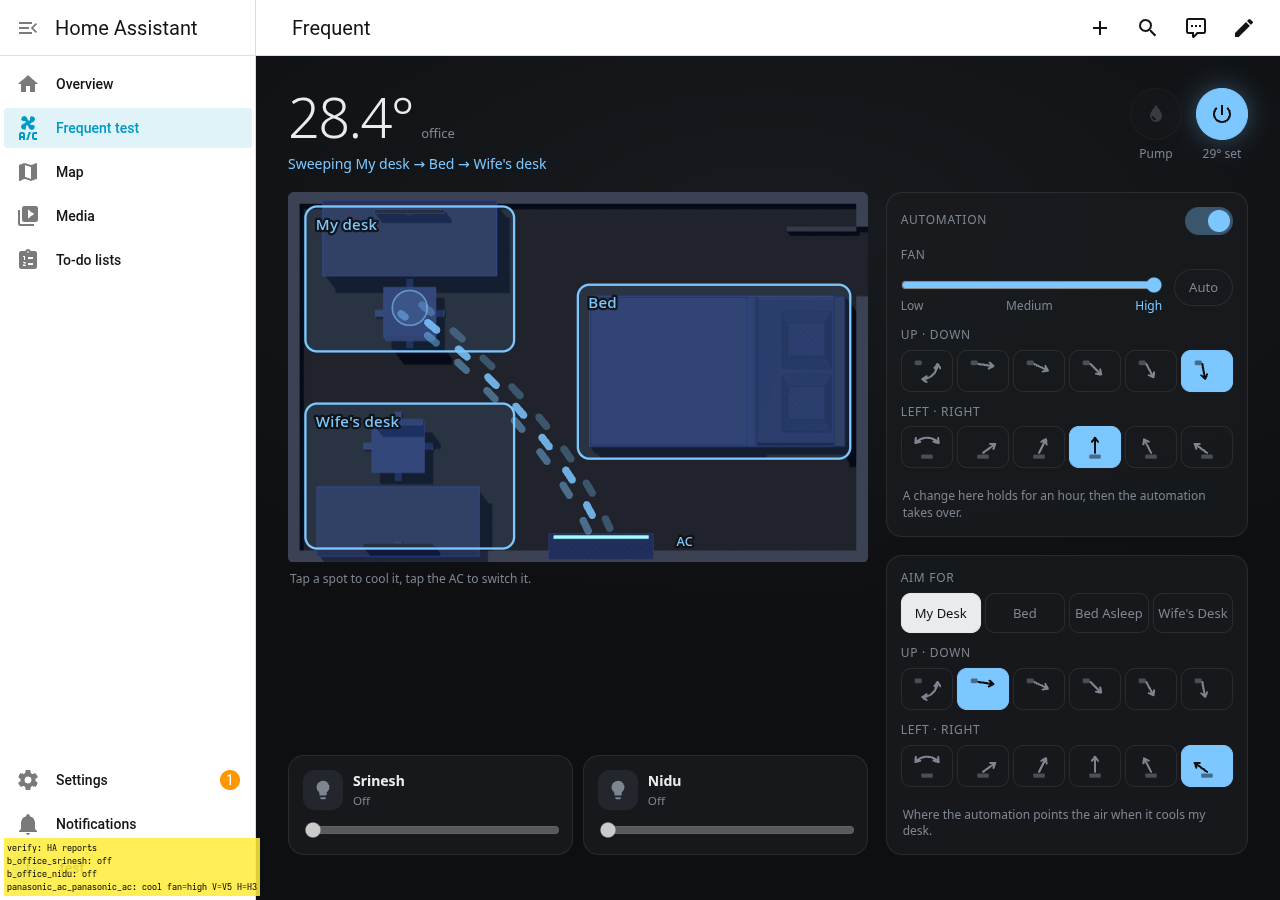 Home Assistant
Frequent
Overview
A/C
Frequent test
Map
Media
To-do lists
Settings
1
Notifications
verify: HA reports
b_office_srinesh: off
b_office_nidu: off
panasonic_ac_panasonic_ac: cool fan=high V=V5 H=H3
28.4°
office
Sweeping My desk → Bed → Wife's desk
Pump
29° set
My desk
Bed
Wife's desk
AC
Tap a spot to cool it, tap the AC to switch it.
Srinesh
Off
Nidu
Off
AUTOMATION
FAN
Low
Medium
High
Auto
UP · DOWN
LEFT · RIGHT
A change here holds for an hour, then the automation
takes over.
AIM FOR
My Desk
Bed
Bed Asleep
Wife's Desk
UP · DOWN
LEFT · RIGHT
Where the automation points the air when it cools my
desk.